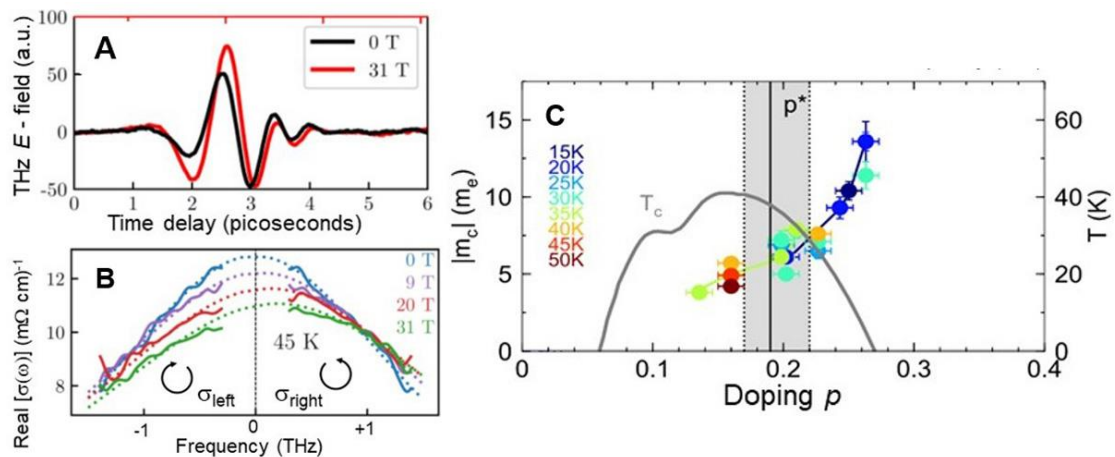 A
0 T
31 T
100
50
0
-50
THz E - field (a.u.)
0 1 2 3 4 5 6
Time delay (picoseconds)
B
0 T
9 T
20 T
31 T
12
10
8
Real [σ(ω)] (mΩ cm)⁻¹
45 K
σleft σright
-1 0 +1
Frequency (THz)
C
p*
15K
20K
25K
30K
35K
40K
45K
50K
Tc
15
10
5
0
|mc| (me)
60
40
20
0
T(K)
0 0.1 0.2 0.3 0.4
Doping p